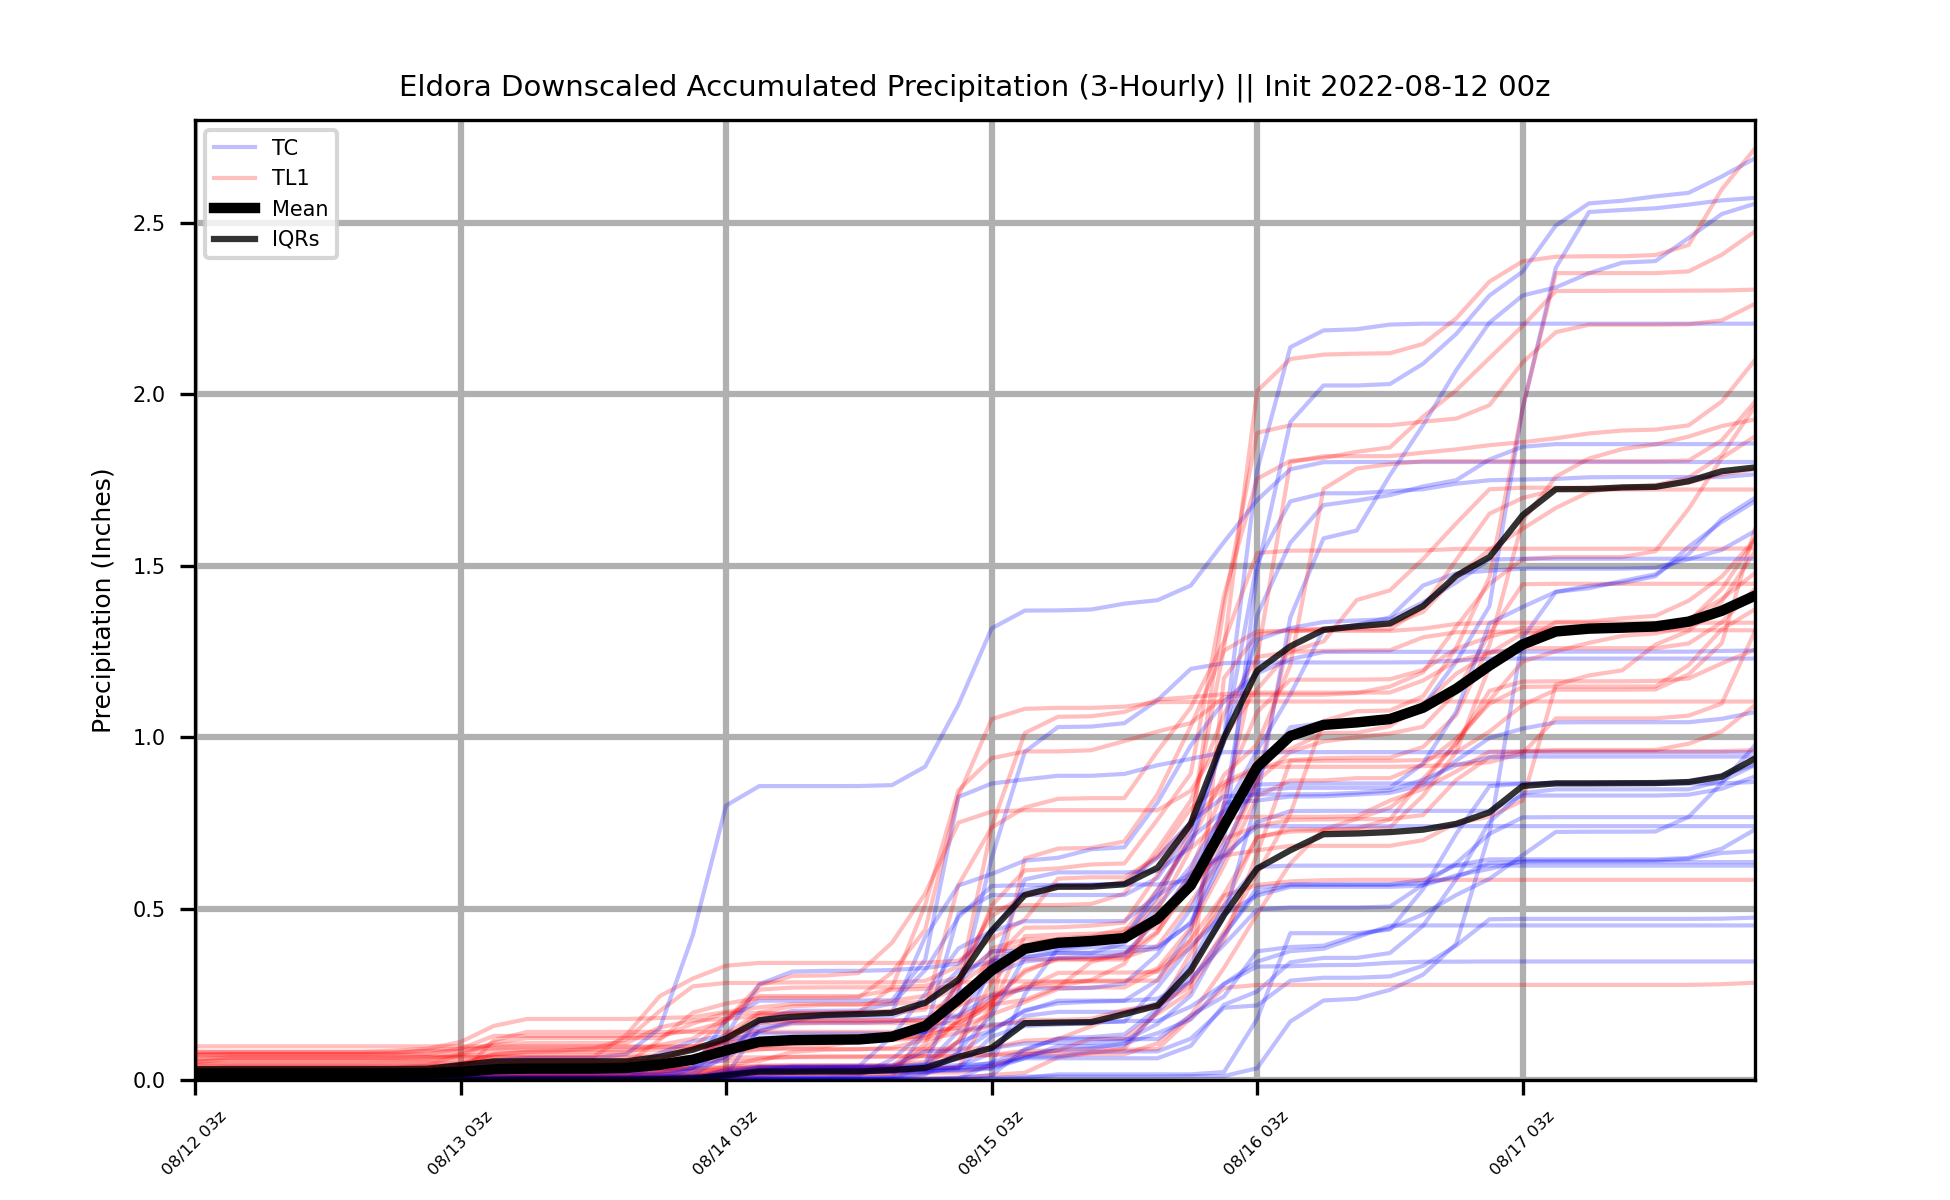 Eldora Downscaled Accumulated Precipitation (3-Hourly) || Init 2022-08-12 00z
TC
TL1
Mean
IQRs
Precipitation (Inches)
2.5
2.0
1.5
1.0
0.5
0.0
08/12 03z
08/13 03z
08/14 03z
08/15 03z
08/16 03z
08/17 03z